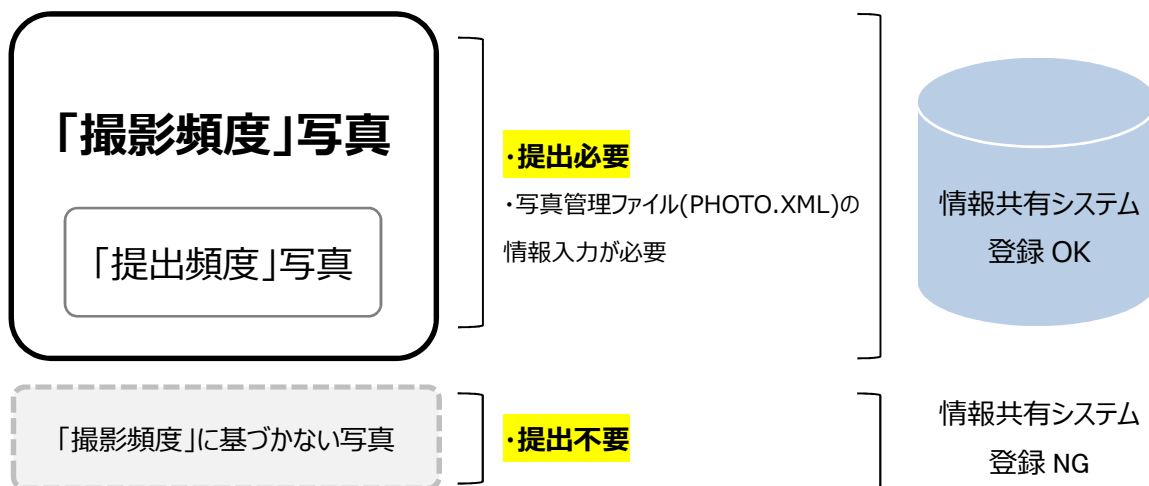 「撮影頻度」写真
「提出頻度」写真
・提出必要
・写真管理ファイル(PHOTO.XML)の
情報入力が必要
情報共有システム
登録 OK
「撮影頻度」に基づかない写真
・提出不要
情報共有システム
登録 NG